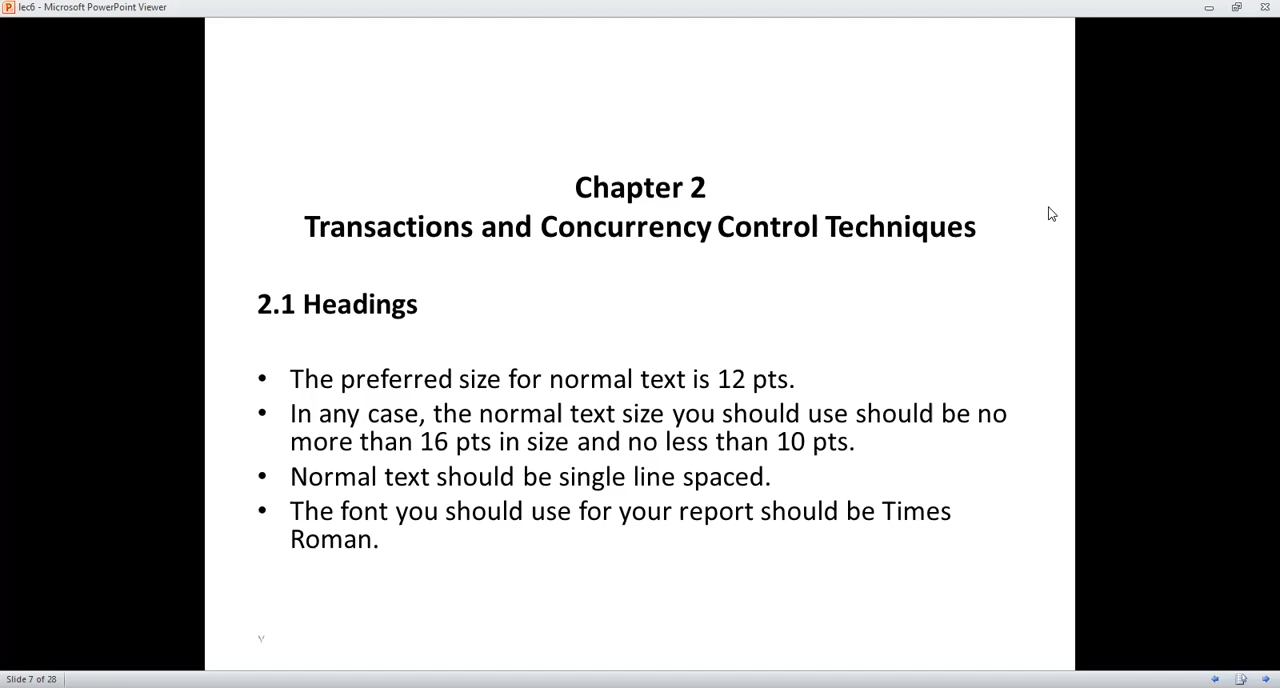 lec6 - Microsoft PowerPoint Viewer
Chapter 2
Transactions and Concurrency Control Techniques
2.1 Headings
• The preferred size for normal text is 12 pts.
• In any case, the normal text size you should use should be no
more than 16 pts in size and no less than 10 pts.
• Normal text should be single line spaced.
• The font you should use for your report should be Times
Roman.
٧
Slide 7 of 28